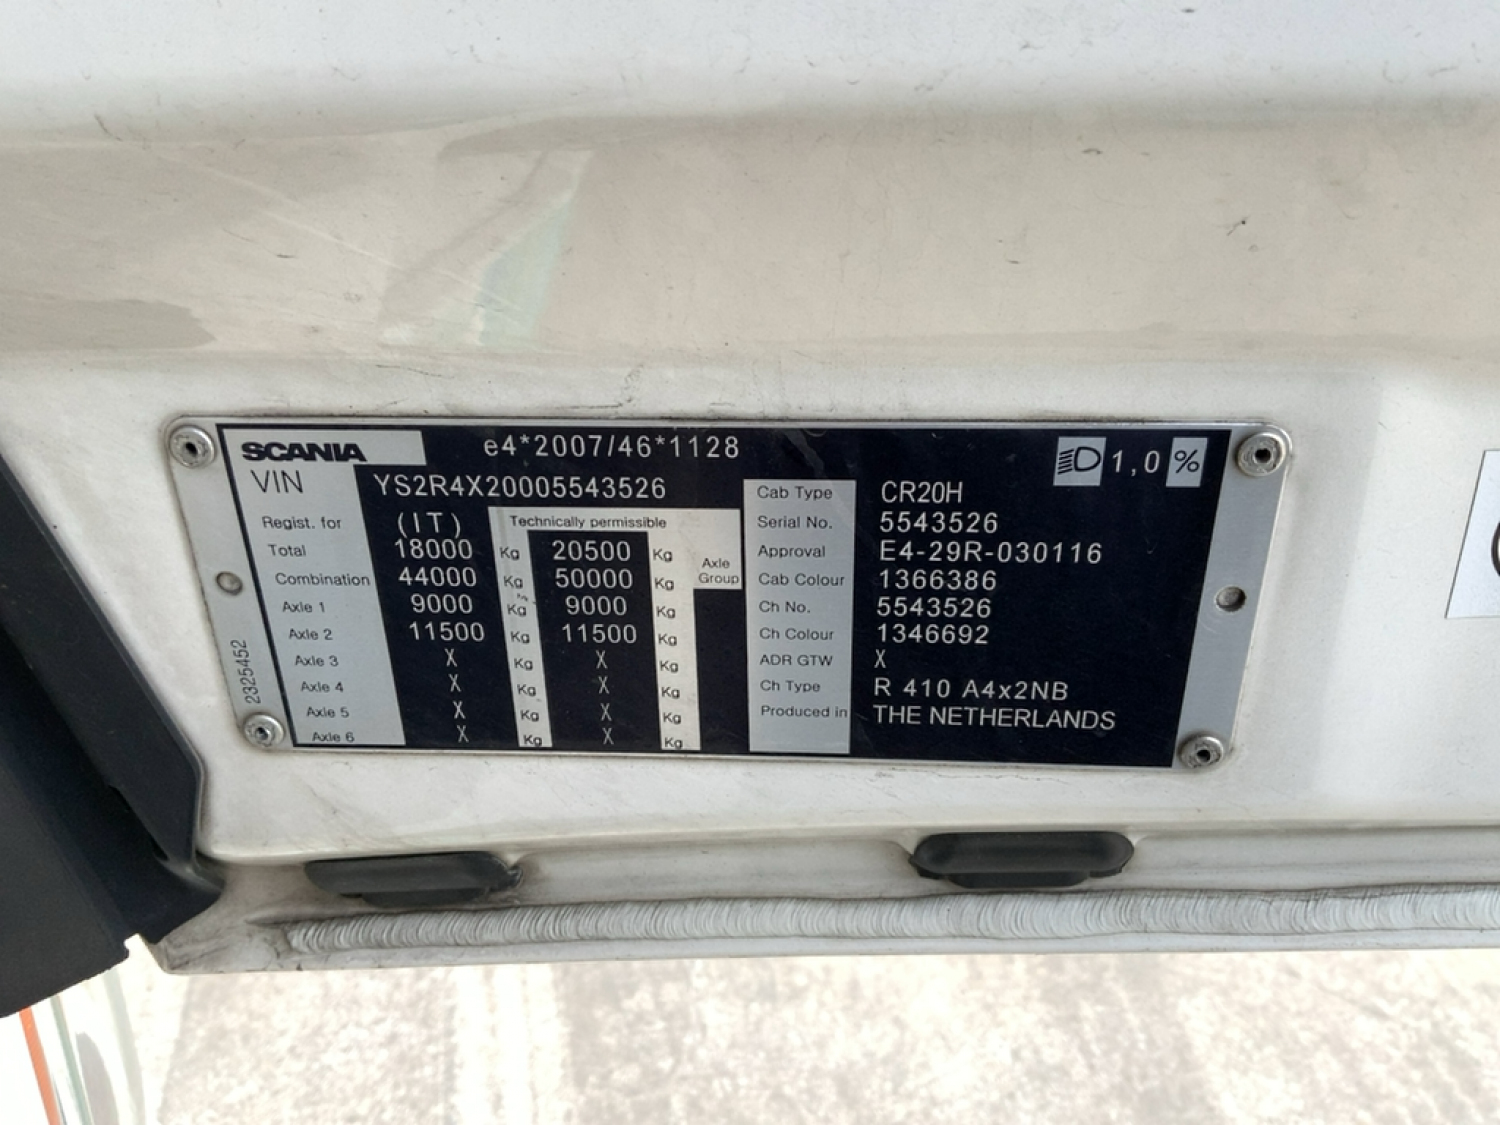 SCANIA e4*2007/46*1128 1,0 %
VIN YS2R4X20005543526
Regist. for (IT) Technically permissible
Total 18000 Kg 20500 Kg Axle Group
Combination 44000 Kg 50000 Kg
Axle 1 9000 Kg 9000 Kg
Axle 2 11500 Kg 11500 Kg
Axle 3 X Kg X Kg
Axle 4 X Kg X Kg
Axle 5 X Kg X Kg
Axle 6 X Kg X Kg
Cab Type CR20H
Serial No. 5543526
Approval E4-29R-030116
Cab Colour 1366386
Ch No. 5543526
Ch Colour 1346692
ADR GTW X
Ch Type R 410 A4x2NB
Produced in THE NETHERLANDS
2325452